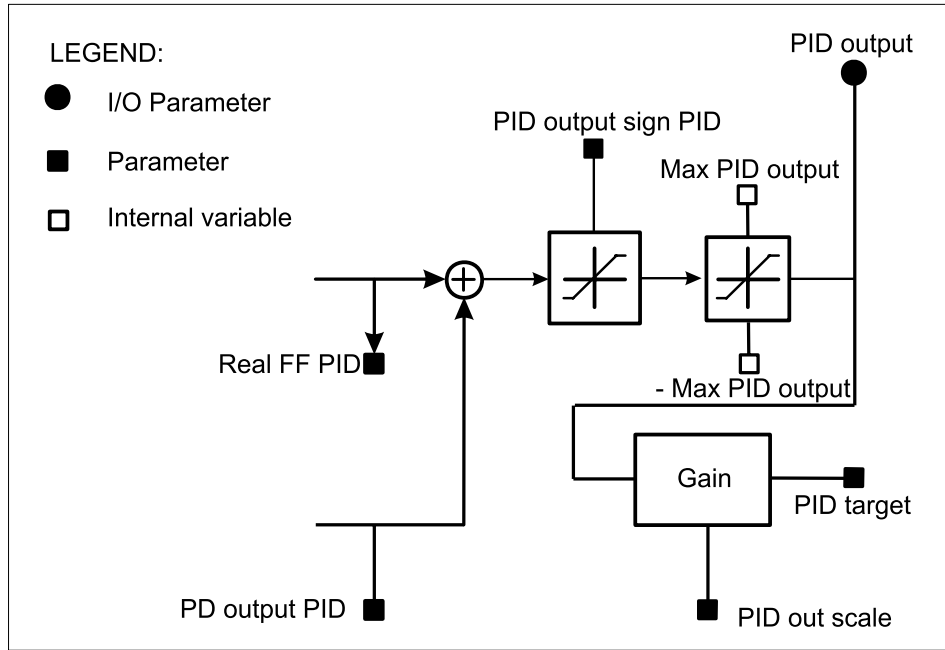 LEGEND:
I/O Parameter
Parameter
Internal variable
PID output
PID output sign PID
Max PID output
Real FF PID
- Max PID output
Gain
PID target
PD output PID
PID out scale